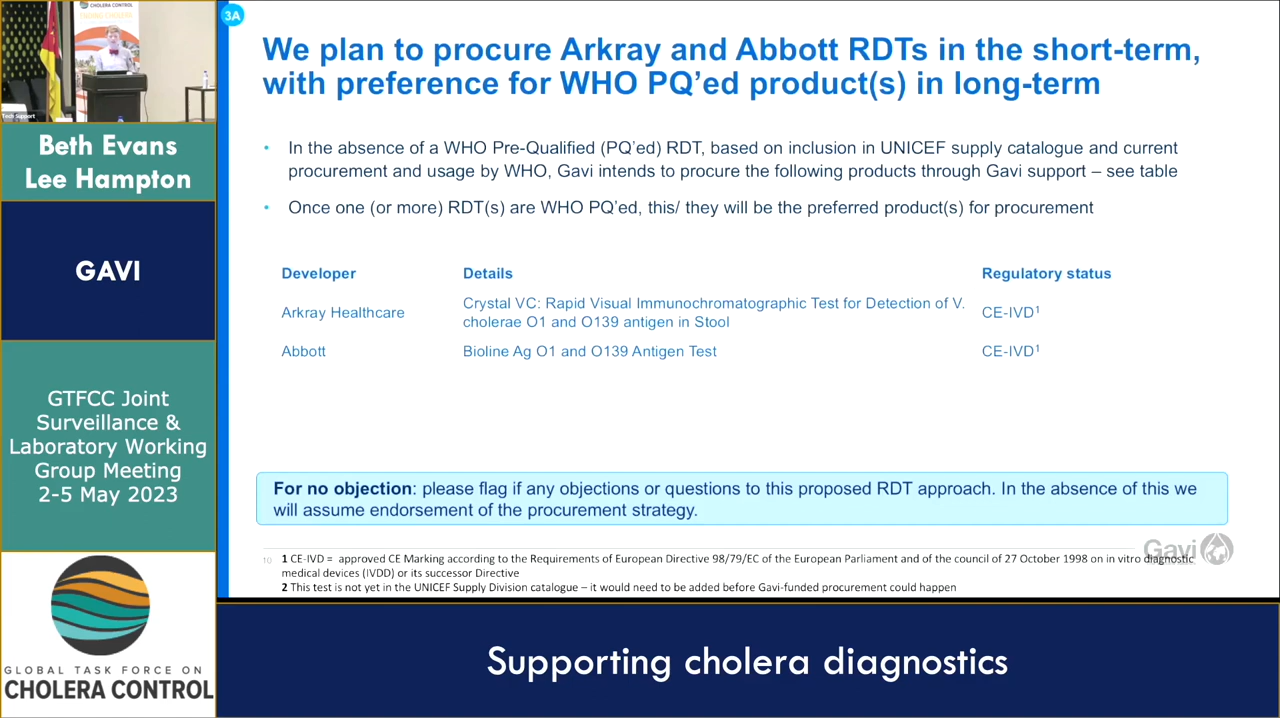 CHOLERA CONTROL
Tech Support
Beth Evans
Lee Hampton
GAVI
GTFCC Joint
Surveillance &
Laboratory Working
Group Meeting
2-5 May 2023
GLOBAL TASK FORCE ON
CHOLERA CONTROL
3A
We plan to procure Arkray and Abbott RDTs in the short-term,
with preference for WHO PQ’ed product(s) in long-term
• In the absence of a WHO Pre-Qualified (PQ’ed) RDT, based on inclusion in UNICEF supply catalogue and current
procurement and usage by WHO, Gavi intends to procure the following products through Gavi support – see table
• Once one (or more) RDT(s) are WHO PQ’ed, this/ they will be the preferred product(s) for procurement
Developer Details Regulatory status
Arkray Healthcare Crystal VC: Rapid Visual Immunochromatographic Test for Detection of V. CE-IVD¹
cholerae O1 and O139 antigen in Stool
Abbott Bioline Ag O1 and O139 Antigen Test CE-IVD¹
For no objection: please flag if any objections or questions to this proposed RDT approach. In the absence of this we
will assume endorsement of the procurement strategy.
Gavi
10
1 CE-IVD = approved CE Marking according to the Requirements of European Directive 98/79/EC of the European Parliament and of the council of 27 October 1998 on in vitro diagnostic
medical devices (IVDD) or its successor Directive
2 This test is not yet in the UNICEF Supply Division catalogue – it would need to be added before Gavi-funded procurement could happen
Supporting cholera diagnostics